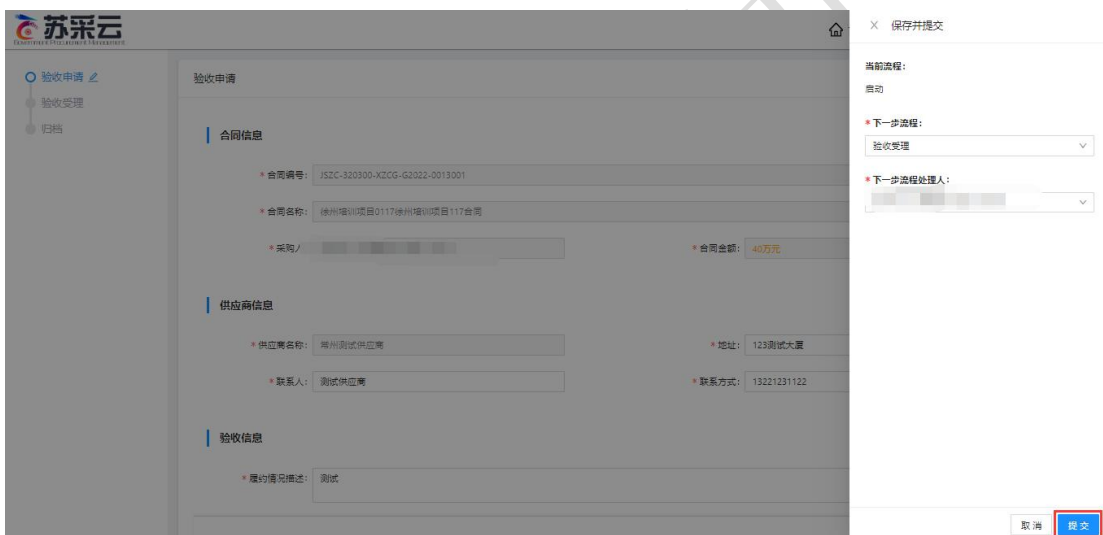 苏采云
Government Procurement Management
验收申请
验收受理
归档
验收申请
合同信息
* 合同编号: JSZC-320300-XZCG-G2022-0013001
* 合同名称: 徐州培训项目0117徐州培训项目117合同
* 采购人
* 合同金额: 40万元
供应商信息
* 供应商名称: 常州测试供应商
* 地址: 123测试大厦
* 联系人: 测试供应商
* 联系方式: 13221231122
验收信息
* 履约情况描述: 测试
保存并提交
当前流程:
启动
* 下一步流程:
验收受理
* 下一步流程处理人:
取消
提交